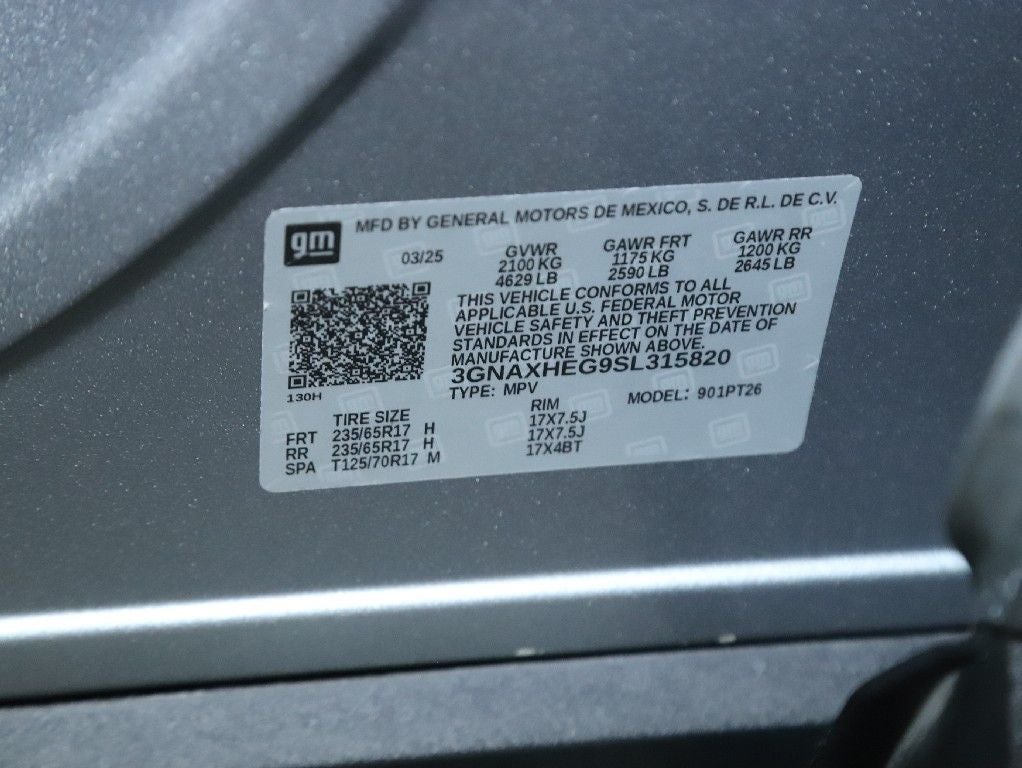 gm MFD BY GENERAL MOTORS DE MEXICO, S. DE R.L. DE C.V.
03/25 GVWR GAWR FRT GAWR RR
2100 KG 1175 KG 1200 KG
4629 LB 2590 LB 2645 LB
THIS VEHICLE CONFORMS TO ALL
APPLICABLE U.S. FEDERAL MOTOR
VEHICLE SAFETY AND THEFT PREVENTION
STANDARDS IN EFFECT ON THE DATE OF
MANUFACTURE SHOWN ABOVE.
3GNAXHEG9SL315820
130H TYPE: MPV MODEL: 901PT26
TIRE SIZE RIM
FRT 235/65R17 H 17X7.5J
RR 235/65R17 H 17X7.5J
SPA T125/70R17 M 17X4BT